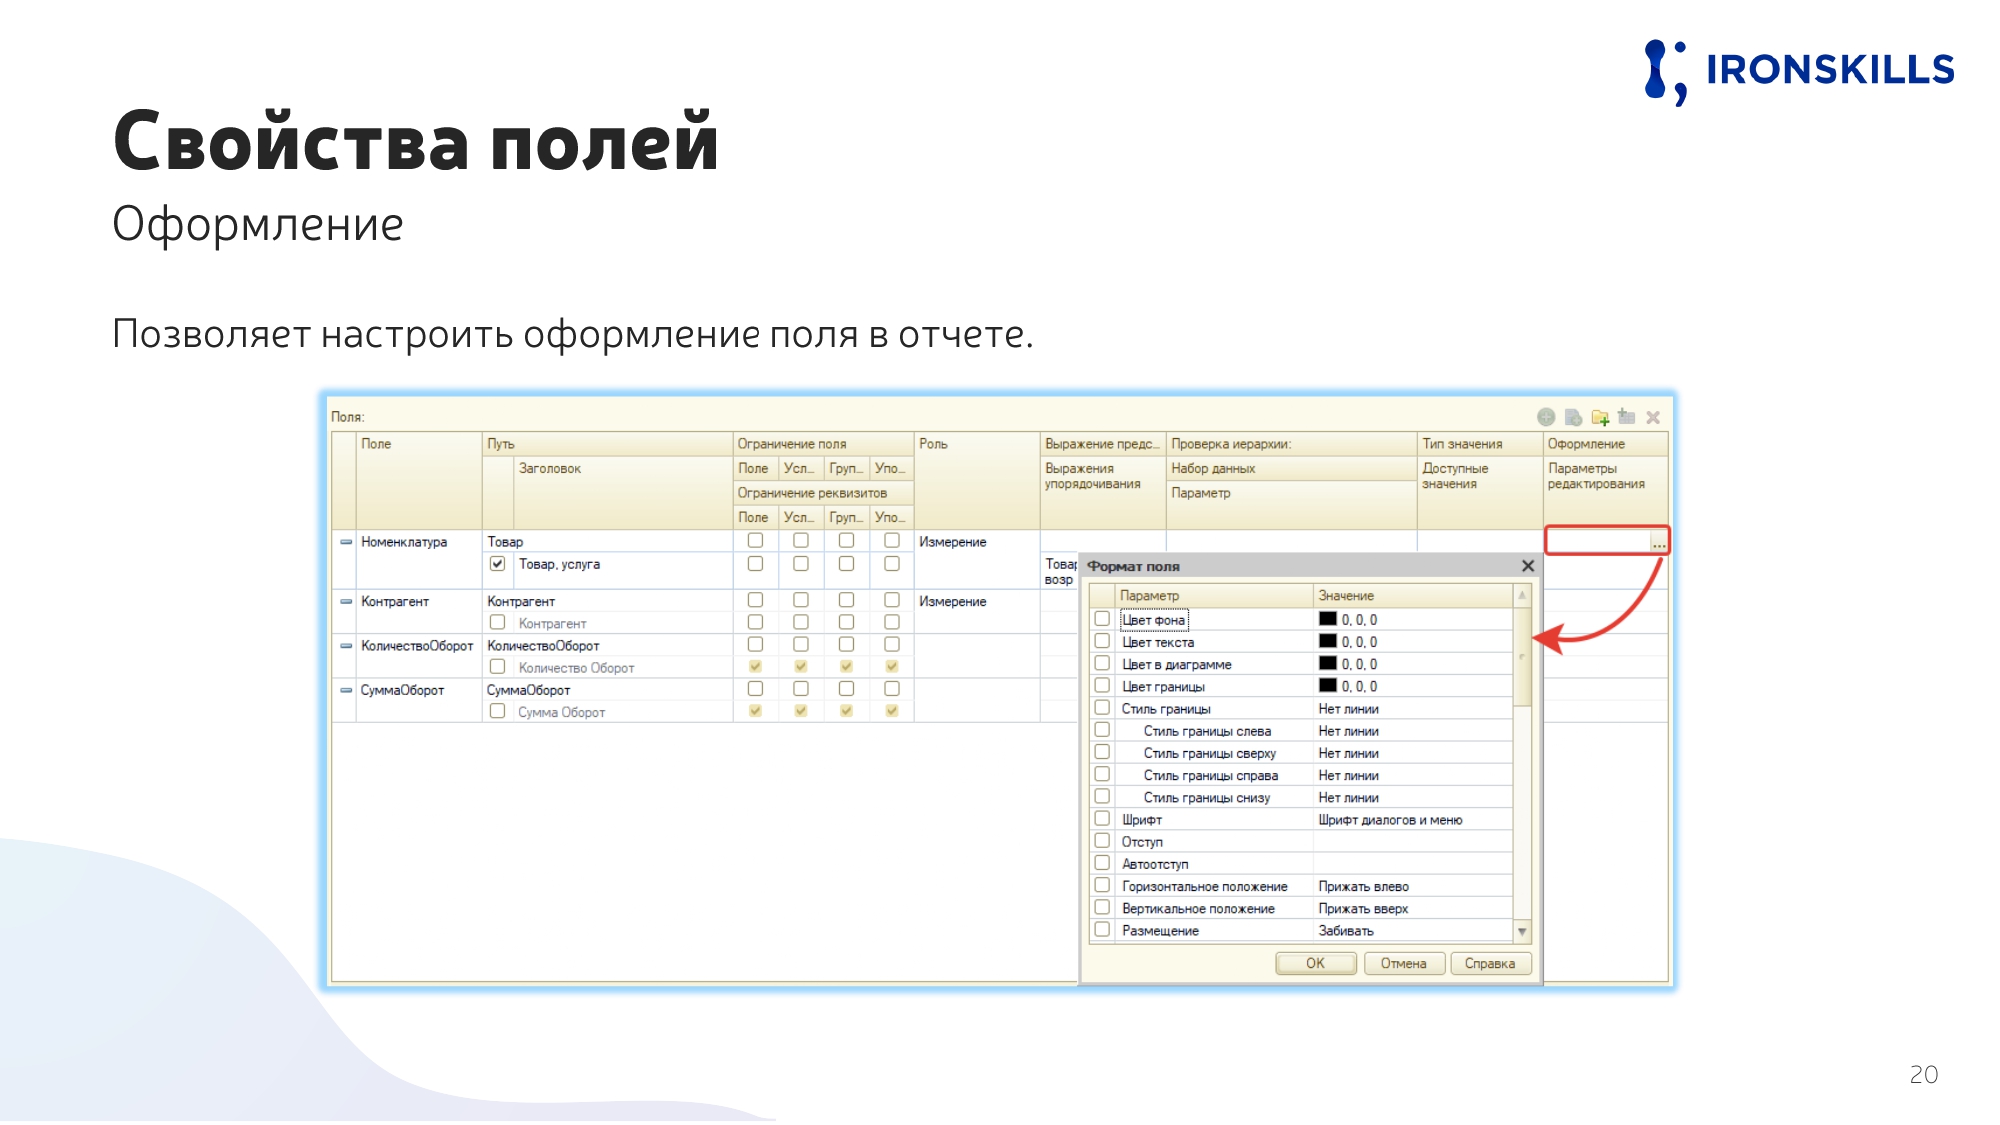 IRONSKILLS
Свойства полей
Оформление
Позволяет настроить оформление поля в отчете.
Поля:
Поле Путь Ограничение поля Роль Выражение предс... Проверка иерархии: Тип значения Оформление
Заголовок Поле Усл... Груп... Упо... Выражения упорядочивания Набор данных Доступные значения Параметры редактирования
Ограничение реквизитов Параметр
Поле Усл... Груп... Упо...
Номенклатура Товар Измерение ...
Товар, услуга Товар
возр
Контрагент Контрагент Измерение
Контрагент
КоличествоОборот КоличествоОборот
Количество Оборот
СуммаОборот СуммаОборот
Сумма Оборот
Формат поля
Параметр Значение
Цвет фона 0, 0, 0
Цвет текста 0, 0, 0
Цвет в диаграмме 0, 0, 0
Цвет границы 0, 0, 0
Стиль границы Нет линии
Стиль границы слева Нет линии
Стиль границы сверху Нет линии
Стиль границы справа Нет линии
Стиль границы снизу Нет линии
Шрифт Шрифт диалогов и меню
Отступ
Автоотступ
Горизонтальное положение Прижать влево
Вертикальное положение Прижать вверх
Размещение Забивать
OK Отмена Справка
20